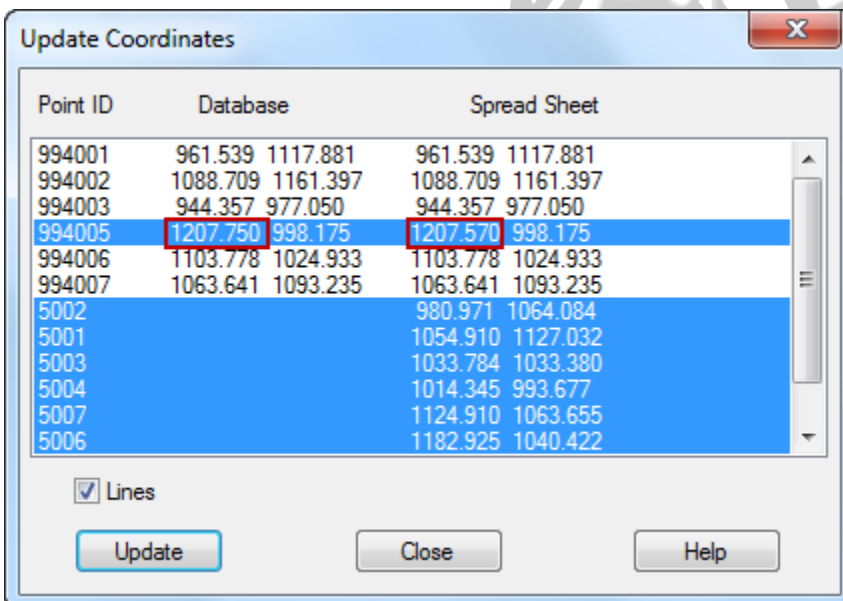 Update Coordinates
Point ID Database Spread Sheet
994001 961.539 1117.881 961.539 1117.881
994002 1088.709 1161.397 1088.709 1161.397
994003 944.357 977.050 944.357 977.050
994005 1207.750 998.175 1207.570 998.175
994006 1103.778 1024.933 1103.778 1024.933
994007 1063.641 1093.235 1063.641 1093.235
5002 980.971 1064.084
5001 1054.910 1127.032
5003 1033.784 1033.380
5004 1014.345 993.677
5007 1124.910 1063.655
5006 1182.925 1040.422
Lines
Update Close Help